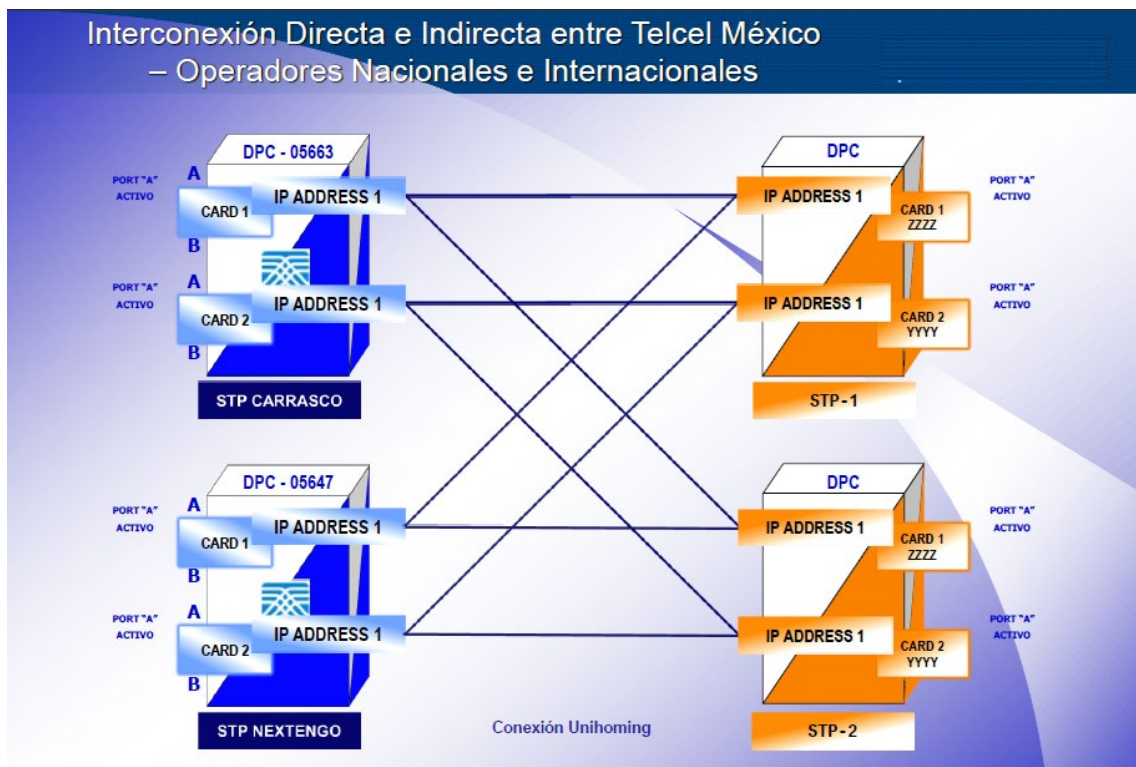 Interconexión Directa e Indirecta entre Telcel México
– Operadores Nacionales e Internacionales
DPC - 05663
PORT "A"
ACTIVO
A
CARD 1
B
IP ADDRESS 1
PORT "A"
ACTIVO
A
CARD 2
B
IP ADDRESS 1
STP CARRASCO
DPC
IP ADDRESS 1
CARD 1
ZZZZ
PORT "A"
ACTIVO
IP ADDRESS 1
CARD 2
YYYY
PORT "A"
ACTIVO
STP-1
DPC - 05647
PORT "A"
ACTIVO
A
CARD 1
B
IP ADDRESS 1
PORT "A"
ACTIVO
A
CARD 2
B
IP ADDRESS 1
STP NEXTENGO
DPC
IP ADDRESS 1
CARD 1
ZZZZ
PORT "A"
ACTIVO
IP ADDRESS 1
CARD 2
YYYY
PORT "A"
ACTIVO
STP-2
Conexión Unihoming